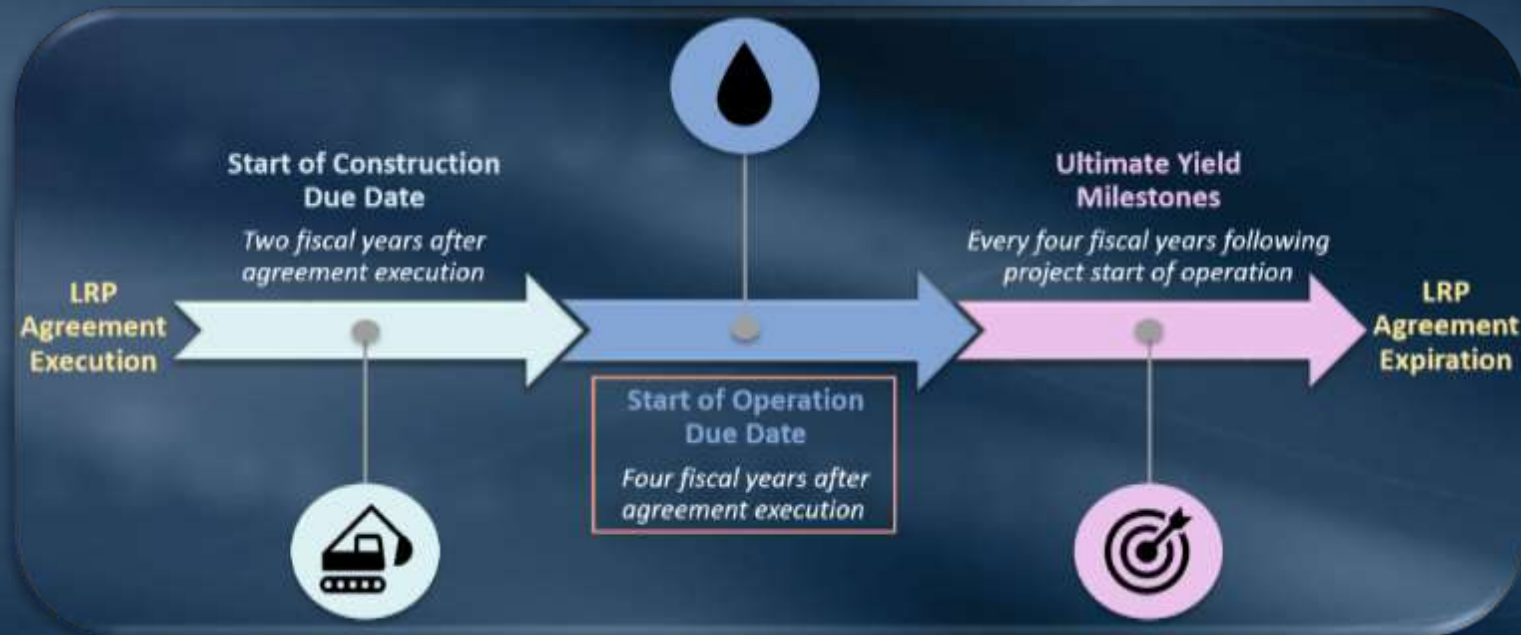 LRP
Agreement
Execution
Start of Construction
Due Date
Two fiscal years after
agreement execution
Start of Operation
Due Date
Four fiscal years after
agreement execution
Ultimate Yield
Milestones
Every four fiscal years following
project start of operation
LRP
Agreement
Expiration